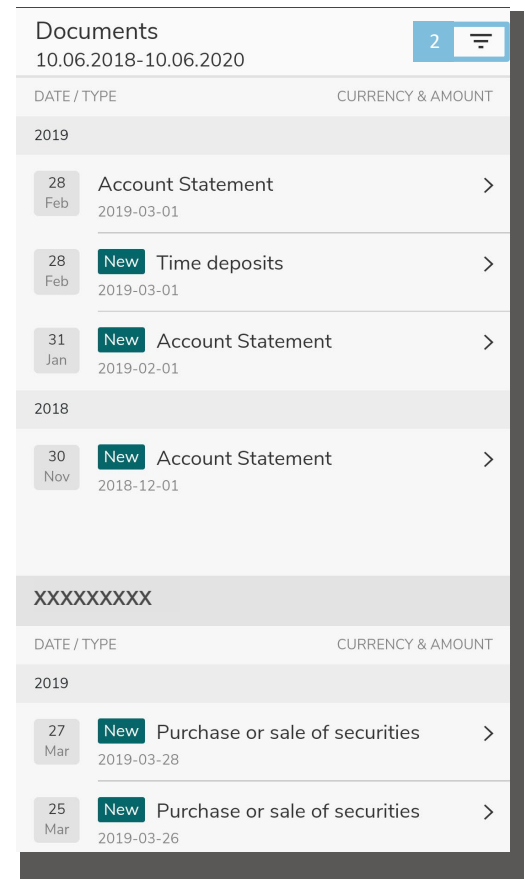 Documents
10.06.2018-10.06.2020
2
DATE / TYPE CURRENCY & AMOUNT
2019
28 Feb Account Statement
2019-03-01
28 Feb New Time deposits
2019-03-01
31 Jan New Account Statement
2019-02-01
2018
30 Nov New Account Statement
2018-12-01
XXXXXXXXX
DATE / TYPE CURRENCY & AMOUNT
2019
27 Mar New Purchase or sale of securities
2019-03-28
25 Mar New Purchase or sale of securities
2019-03-26